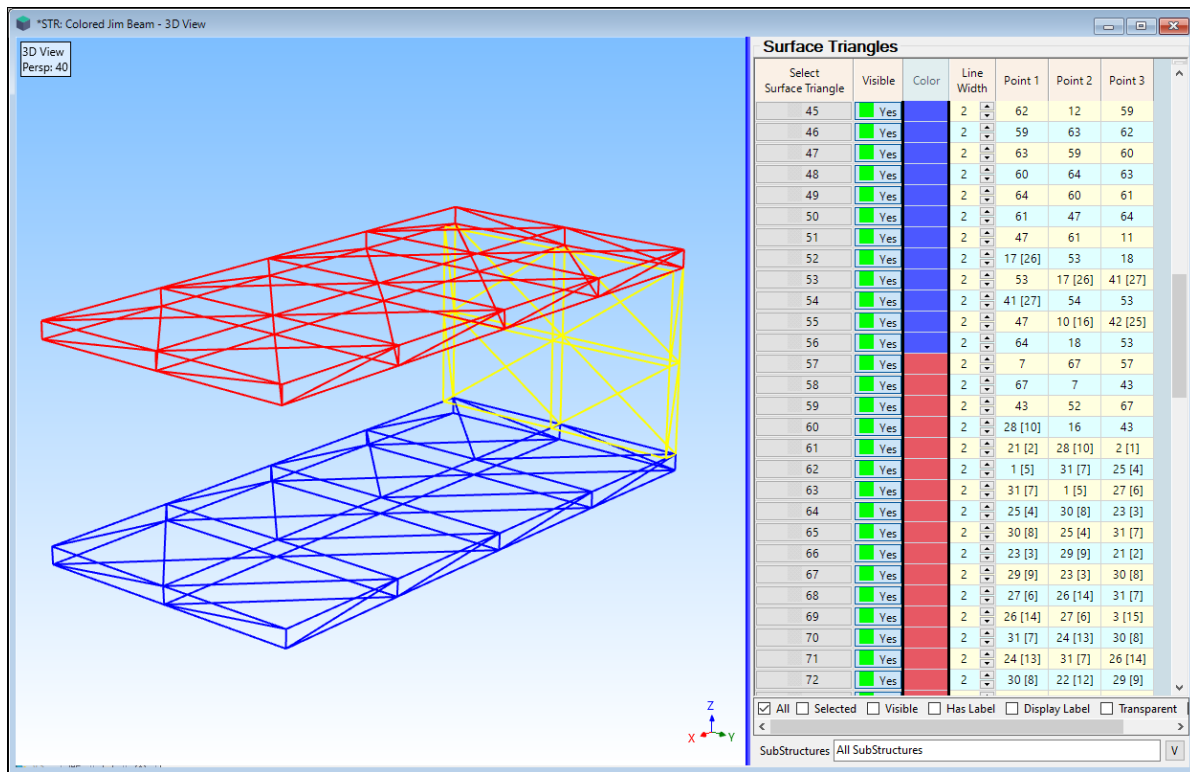 *STR: Colored Jim Beam - 3D View
3D View
Persp: 40
Z
X Y
Surface Triangles
Select Surface Triangle Visible Color Line Width Point 1 Point 2 Point 3
45 Yes 2 62 12 59
46 Yes 2 59 63 62
47 Yes 2 63 59 60
48 Yes 2 60 64 63
49 Yes 2 64 60 61
50 Yes 2 61 47 64
51 Yes 2 47 61 11
52 Yes 2 17 [26] 53 18
53 Yes 2 53 17 [26] 41 [27]
54 Yes 2 41 [27] 54 53
55 Yes 2 47 10 [16] 42 [25]
56 Yes 2 64 18 53
57 Yes 2 7 67 57
58 Yes 2 67 7 43
59 Yes 2 43 52 67
60 Yes 2 28 [10] 16 43
61 Yes 2 21 [2] 28 [10] 2 [1]
62 Yes 2 1 [5] 31 [7] 25 [4]
63 Yes 2 31 [7] 1 [5] 27 [6]
64 Yes 2 25 [4] 30 [8] 23 [3]
65 Yes 2 30 [8] 25 [4] 31 [7]
66 Yes 2 23 [3] 29 [9] 21 [2]
67 Yes 2 29 [9] 23 [3] 30 [8]
68 Yes 2 27 [6] 26 [14] 31 [7]
69 Yes 2 26 [14] 27 [6] 3 [15]
70 Yes 2 31 [7] 24 [13] 30 [8]
71 Yes 2 24 [13] 31 [7] 26 [14]
72 Yes 2 30 [8] 22 [12] 29 [9]
All Selected Visible Has Label Display Label Transparent
SubStructures All SubStructures V